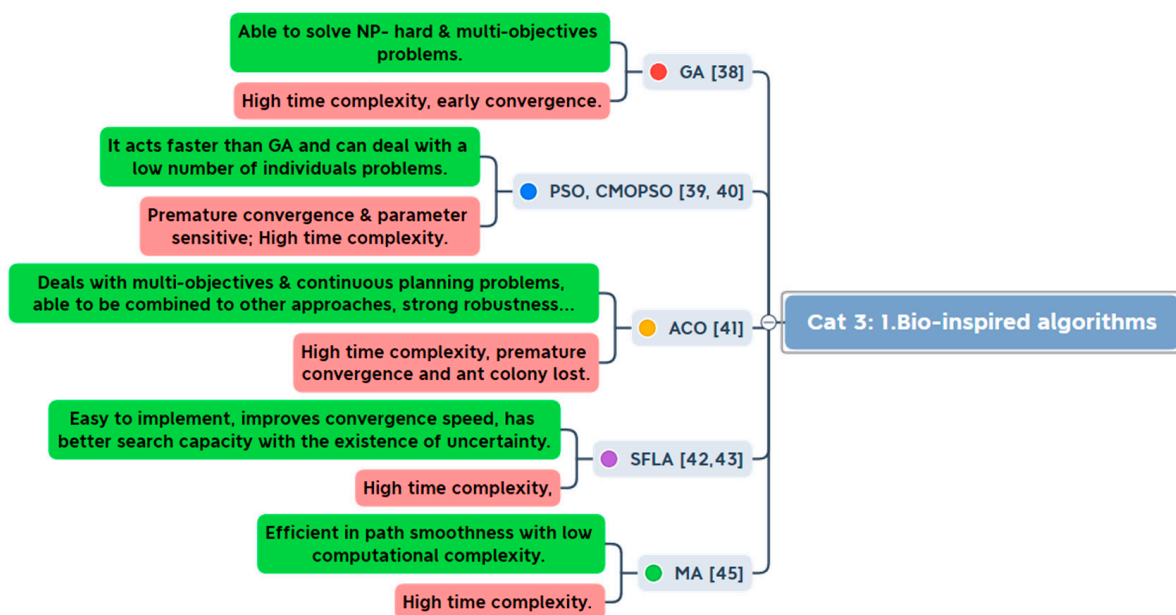 Able to solve NP- hard & multi-objectives
problems.
GA [38]
High time complexity, early convergence.
It acts faster than GA and can deal with a
low number of individuals problems.
PSO, CMOPSO [39, 40]
Premature convergence & parameter
sensitive; High time complexity.
Deals with multi-objectives & continuous planning problems,
able to be combined to other approaches, strong robustness...
Cat 3: 1.Bio-inspired algorithms
ACO [41]
High time complexity, premature
convergence and ant colony lost.
Easy to implement, improves convergence speed, has
better search capacity with the existence of uncertainty.
SFLA [42,43]
High time complexity,
Efficient in path smoothness with low
computational complexity.
MA [45]
High time complexity.